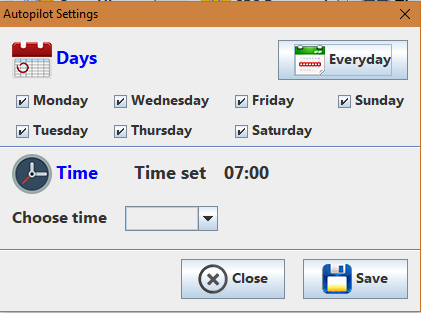 Autopilot Settings
Days
Everyday
Monday Wednesday Friday Sunday
Tuesday Thursday Saturday
Time Time set 07:00
Choose time
Close Save